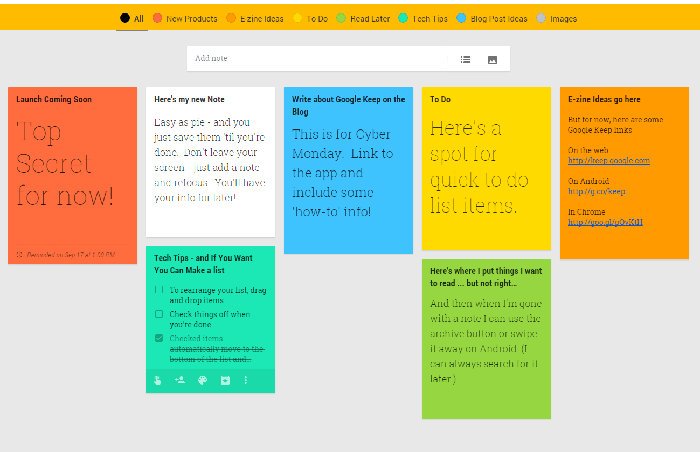 All New Products E-zine Ideas To Do Read Later Tech Tips Blog Post Ideas Images
Add note
Launch Coming Soon
Top
Secret
for now!
Reminded on Sep 17 at 1:00 PM
Here's my new Note
Easy as pie - and you
just save them 'til you're
done. Don't leave your
screen - just add a note
and refocus. You'll have
your info for later!
Tech Tips - and If You Want
You Can Make a list
To rearrange your list, drag
and drop items
Check things off when
you're done
Checked items
automatically move to the
bottom of the list and...
Write about Google Keep on the
Blog
This is for Cyber
Monday. Link to
the app and
include some
'how-to' info!
To Do
Here's a
spot for
quick to do
list items.
Here's where I put things I want
to read ... but not right...
And then when I'm gone
with a note I can use the
archive button or swipe
it away on Android. (I
can always search for it
later.)
E-zine Ideas go here
But for now, here are some
Google Keep links
On the web
http://keep.google.com
On Android
http://g.co/keep
In Chrome